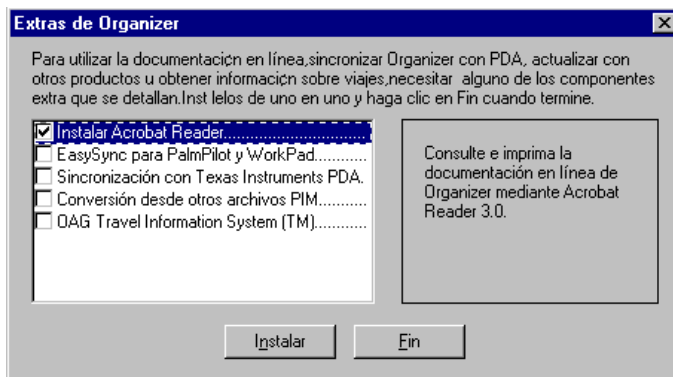 Extras de Organizer
Para utilizar la documentaci¢n en línea,sincronizar Organizer con PDA, actualizar con
otros productos u obtener informaci¢n sobre viajes,necesitar  alguno de los componentes
extra que se detallan.Inst lelos de uno en uno y haga clic en Fin cuando termine.
Instalar Acrobat Reader.................................
EasySync para PalmPilot y WorkPad..........
Sincronización con Texas Instruments PDA.
Conversión desde otros archivos PIM..........
OAG Travel Information System (TM)...........
Consulte e imprima la
documentación en línea de
Organizer mediante Acrobat
Reader 3.0.
Instalar
Fin